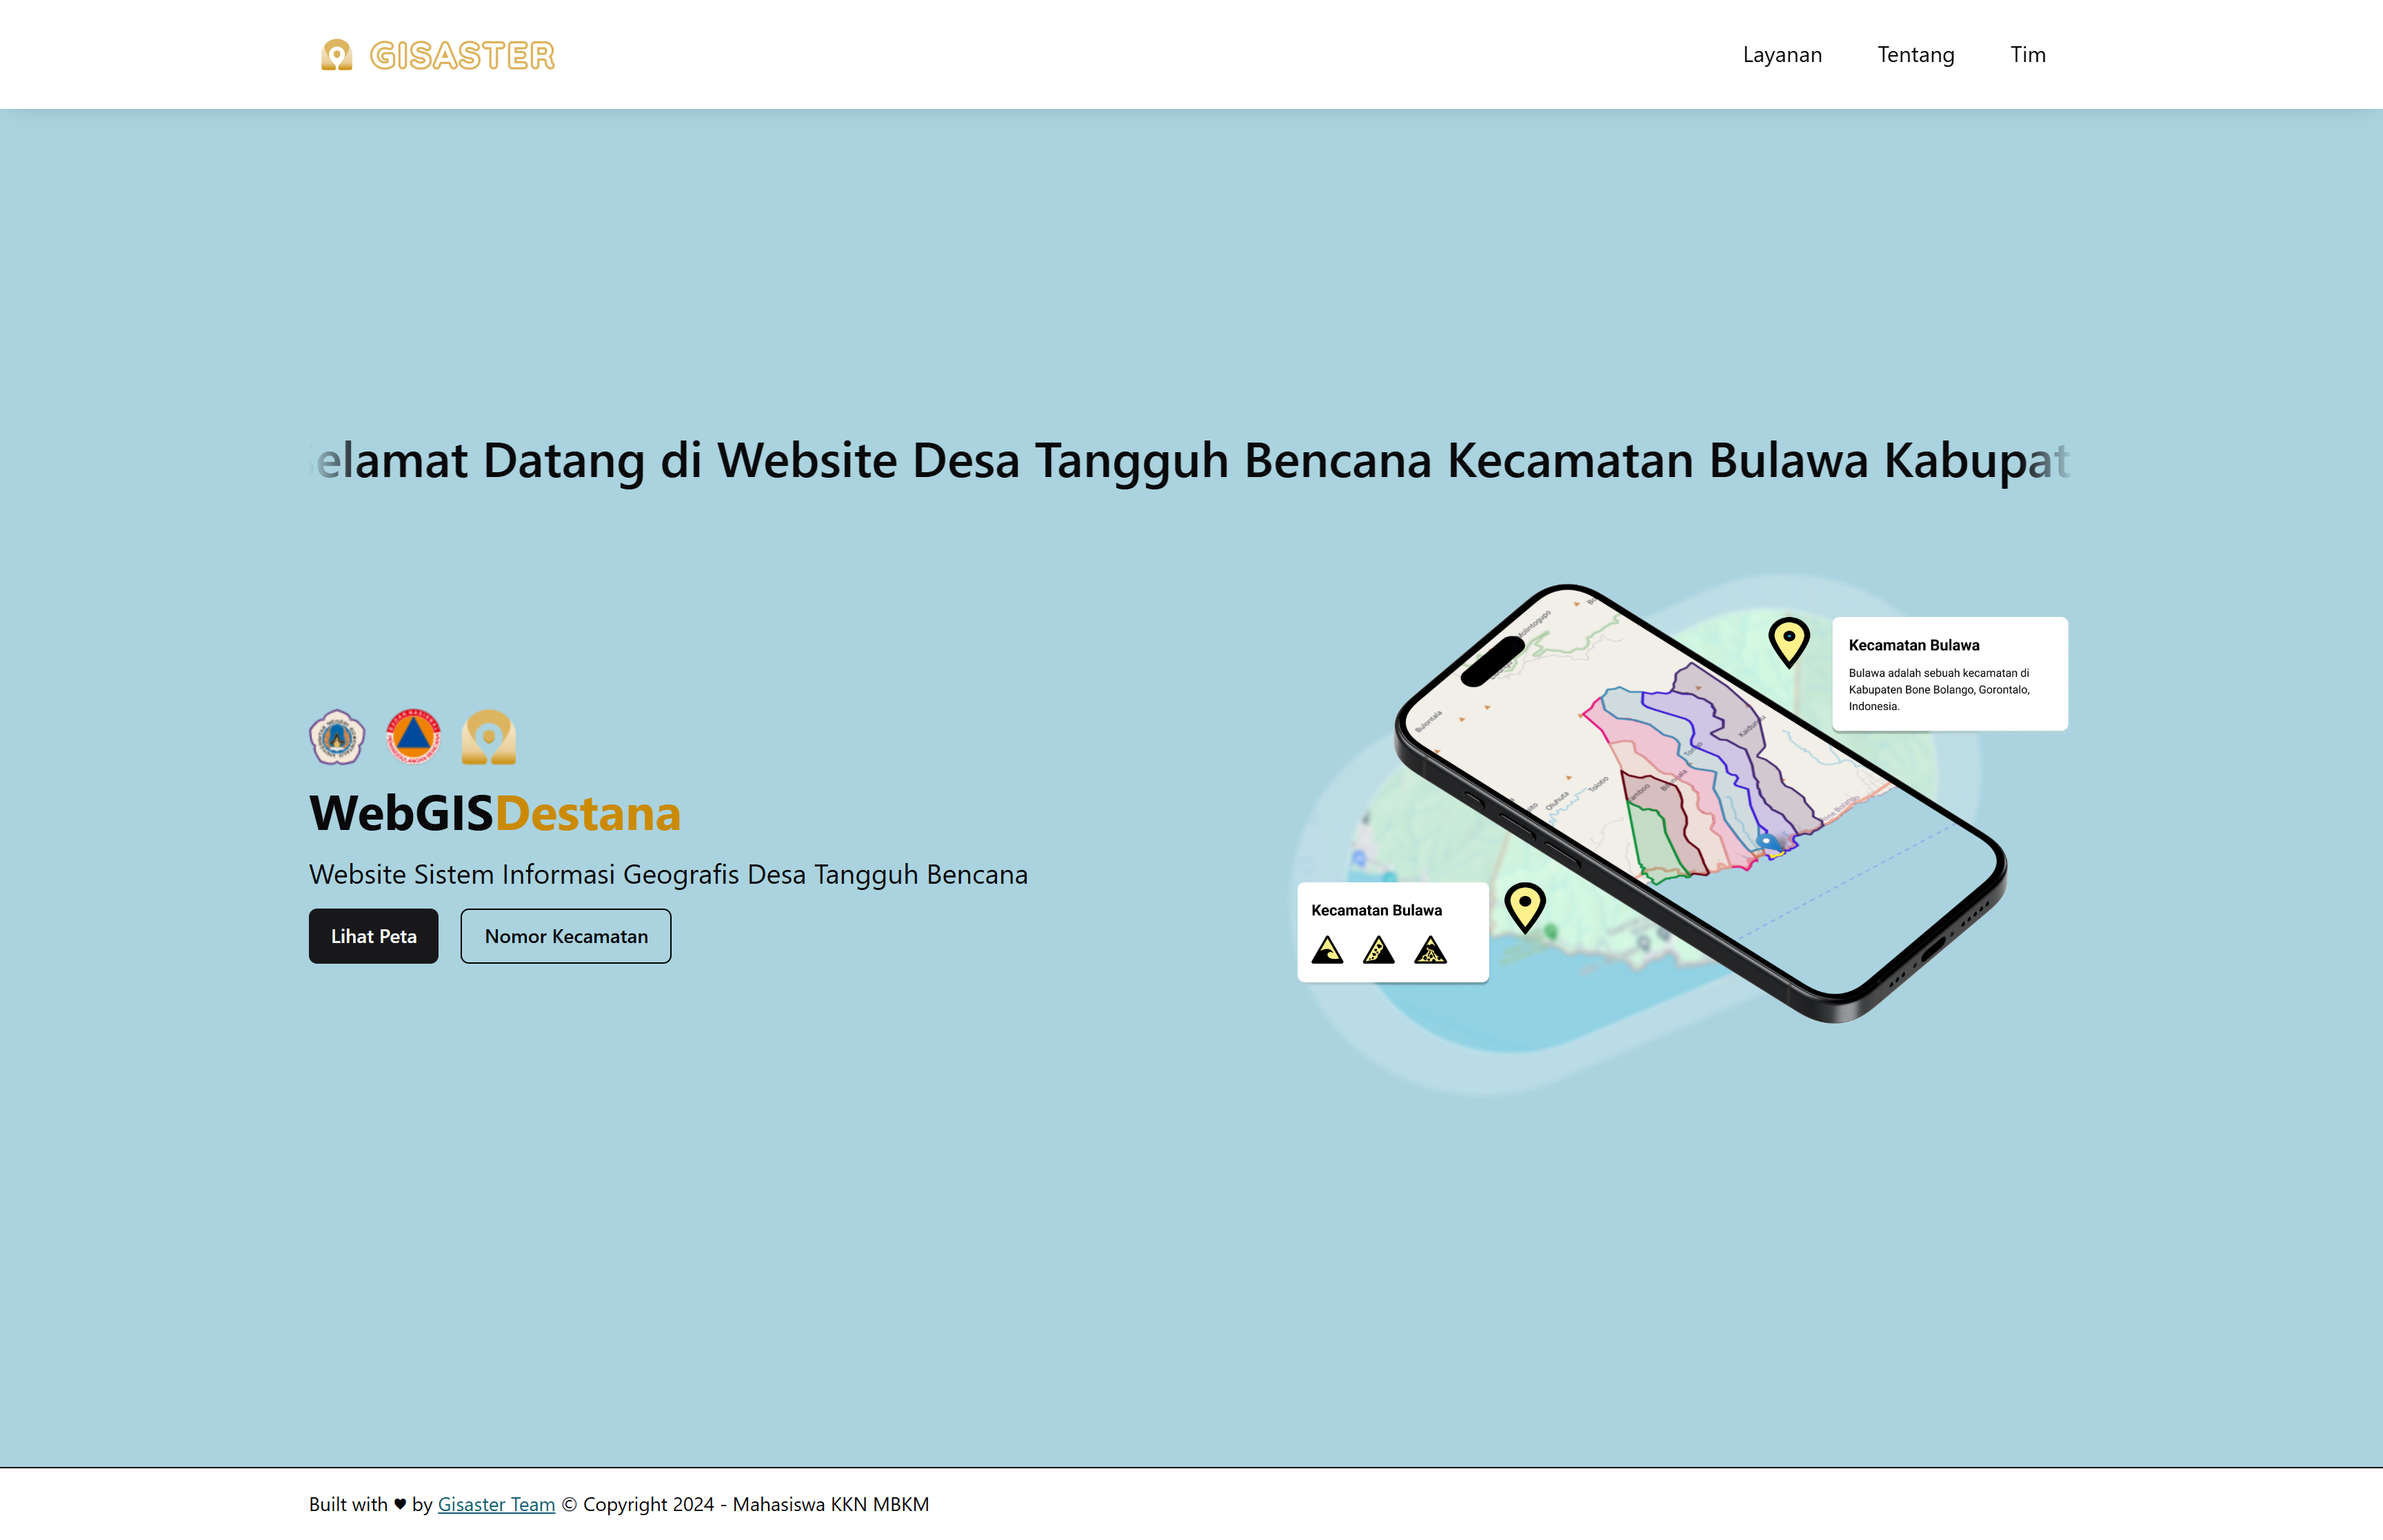 GISASTER
Layanan Tentang Tim
elamat Datang di Website Desa Tangguh Bencana Kecamatan Bulawa Kabupat
Kecamatan Bulawa
Bulawa adalah sebuah kecamatan di
Kabupaten Bone Bolango, Gorontalo,
Indonesia.
WebGISDestana
Website Sistem Informasi Geografis Desa Tangguh Bencana
Lihat Peta Nomor Kecamatan
Kecamatan Bulawa
Built with ♥ by Gisaster Team © Copyright 2024 - Mahasiswa KKN MBKM